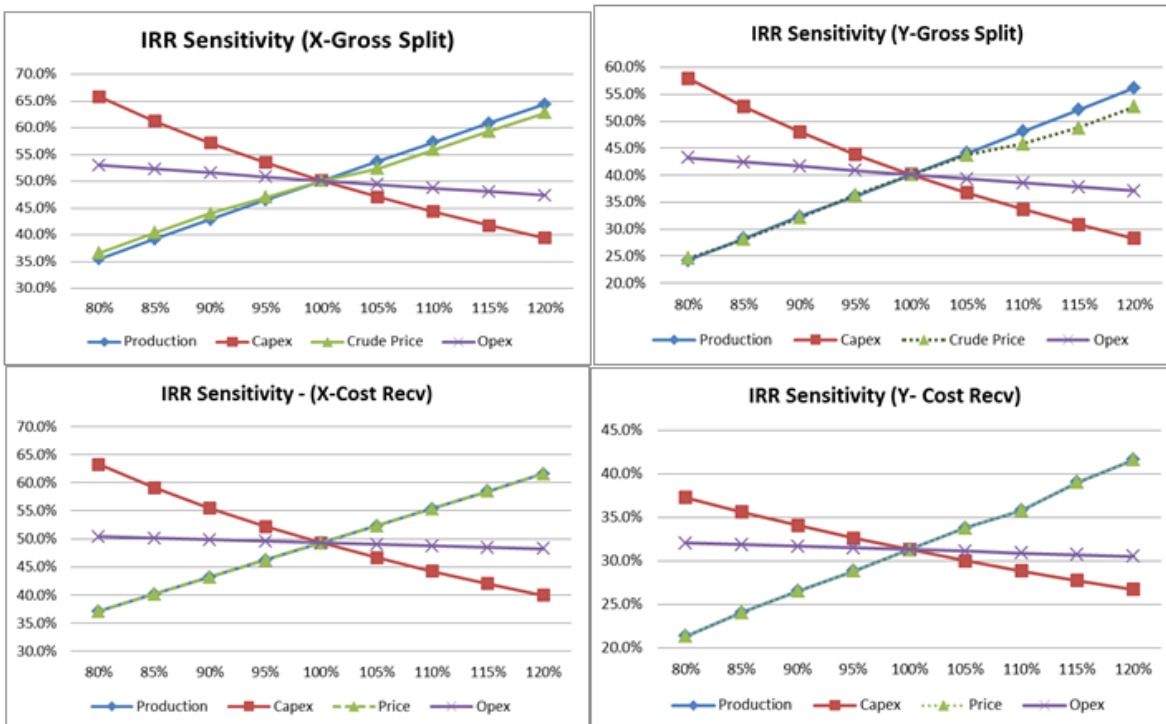 IRR Sensitivity (X-Gross Split)
70.0%
65.0%
60.0%
55.0%
50.0%
45.0%
40.0%
35.0%
30.0%
80% 85% 90% 95% 100% 105% 110% 115% 120%
Production Capex Crude Price Opex
IRR Sensitivity (Y-Gross Split)
60.0%
55.0%
50.0%
45.0%
40.0%
35.0%
30.0%
25.0%
20.0%
80% 85% 90% 95% 100% 105% 110% 115% 120%
Production Capex Crude Price Opex
IRR Sensitivity - (X-Cost Recv)
70.0%
65.0%
60.0%
55.0%
50.0%
45.0%
40.0%
35.0%
30.0%
80% 85% 90% 95% 100% 105% 110% 115% 120%
Production Capex Price Opex
IRR Sensitivity (Y- Cost Recv)
45.0%
40.0%
35.0%
30.0%
25.0%
20.0%
80% 85% 90% 95% 100% 105% 110% 115% 120%
Production Capex Price Opex